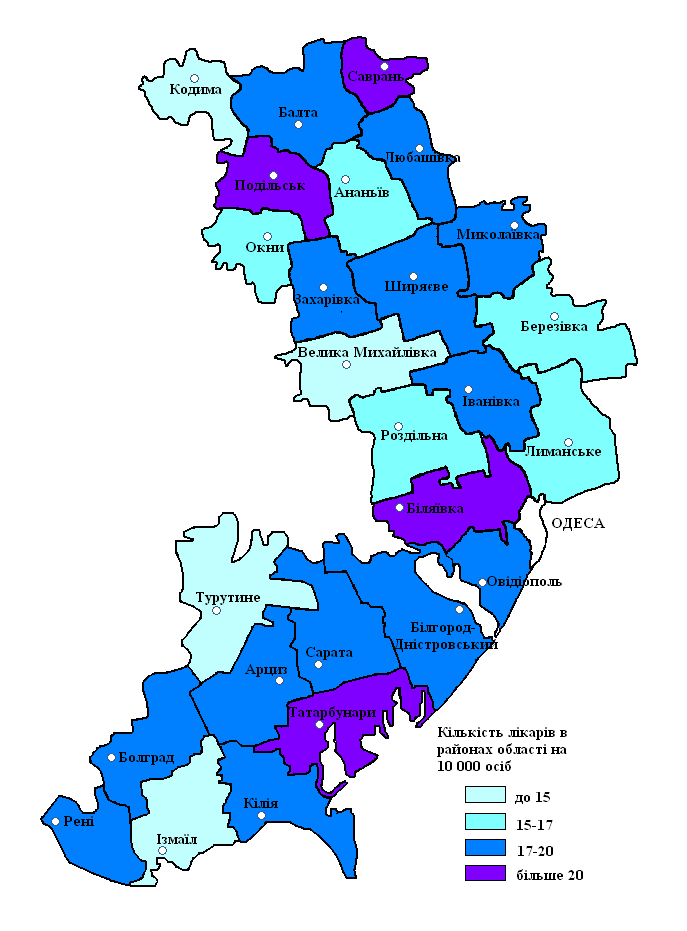 Саврань
Кодима
Балта
Любашівка
Подільськ
Ананьїв
Миколаївка
Окни
Ширяєве
Захарівка
Березівка
Велика Михайлівка
Іванівка
Роздільна
Лиманське
Біляївка
ОДЕСА
Овідіополь
Турутине
Білгород-
Дністровський
Сарата
Арциз
Татарбунари
Кількість лікарів в
районах області на
10 000 осіб
Болград
до 15
Кілія
Рені
15-17
Ізмаїл
17-20
більше 20